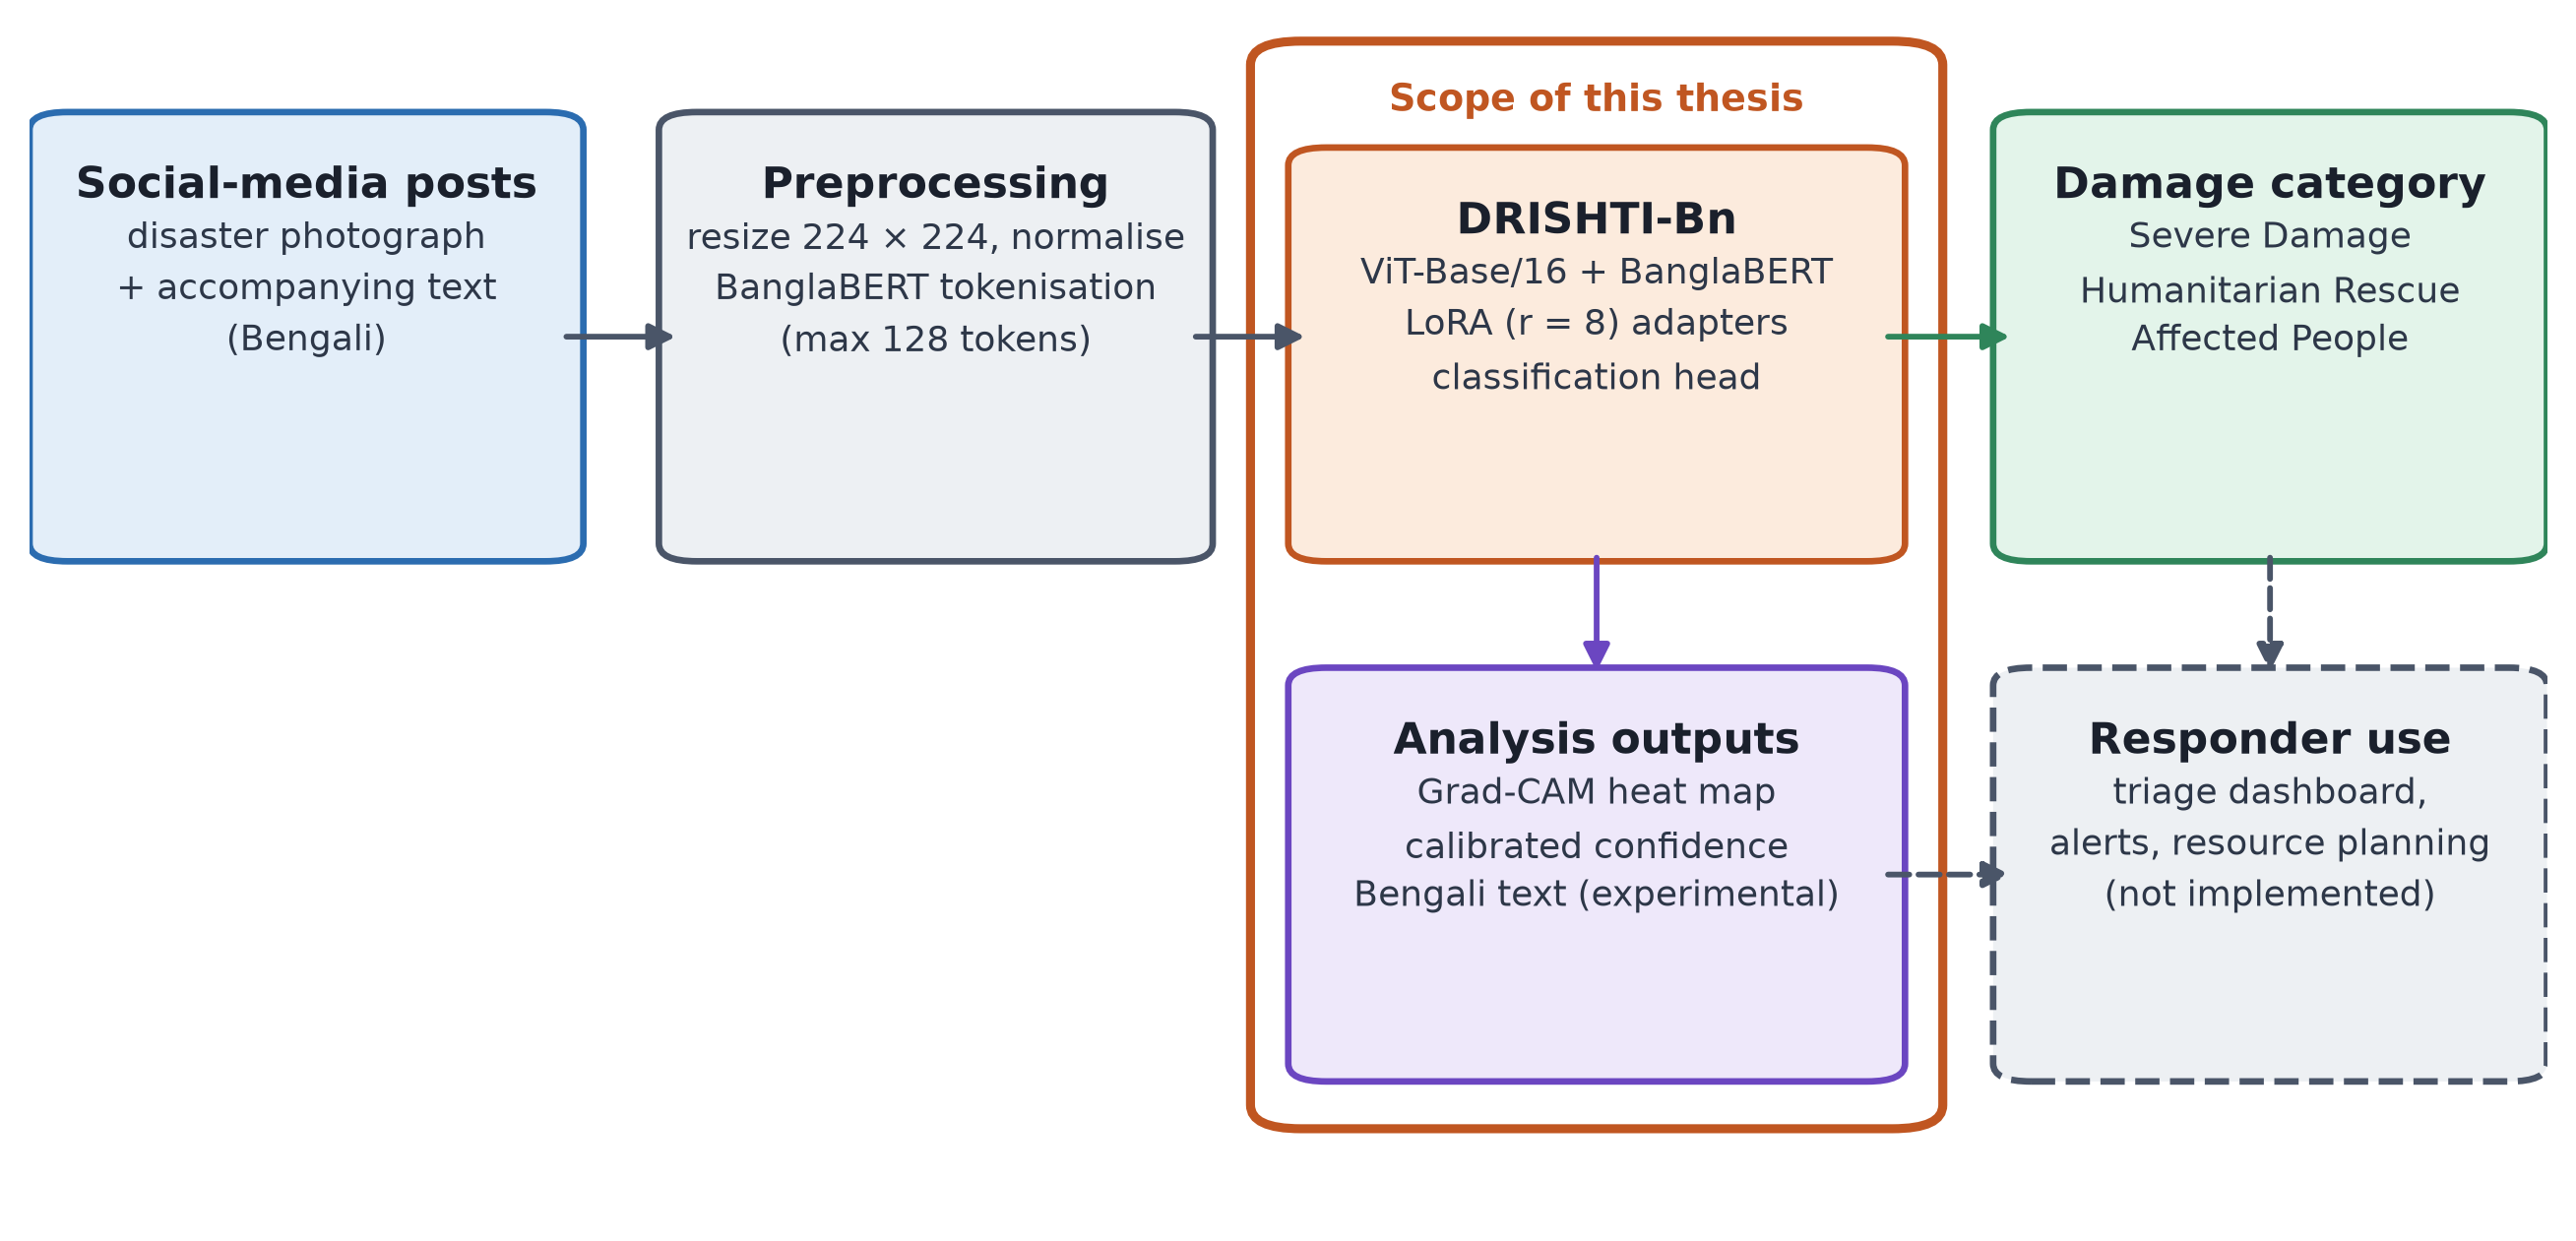 Scope of this thesis
Social-media posts
disaster photograph
+ accompanying text
(Bengali)
Preprocessing
resize 224 × 224, normalise
BanglaBERT tokenisation
(max 128 tokens)
DRISHTI-Bn
ViT-Base/16 + BanglaBERT
LoRA (r = 8) adapters
classification head
Damage category
Severe Damage
Humanitarian Rescue
Affected People
Analysis outputs
Grad-CAM heat map
calibrated confidence
Bengali text (experimental)
Responder use
triage dashboard,
alerts, resource planning
(not implemented)